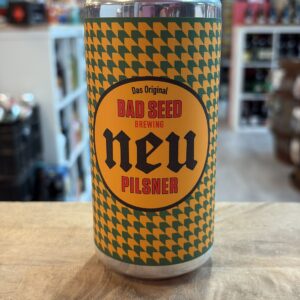 Das Original
BAD SEED
BREWING
neu
PILSNER